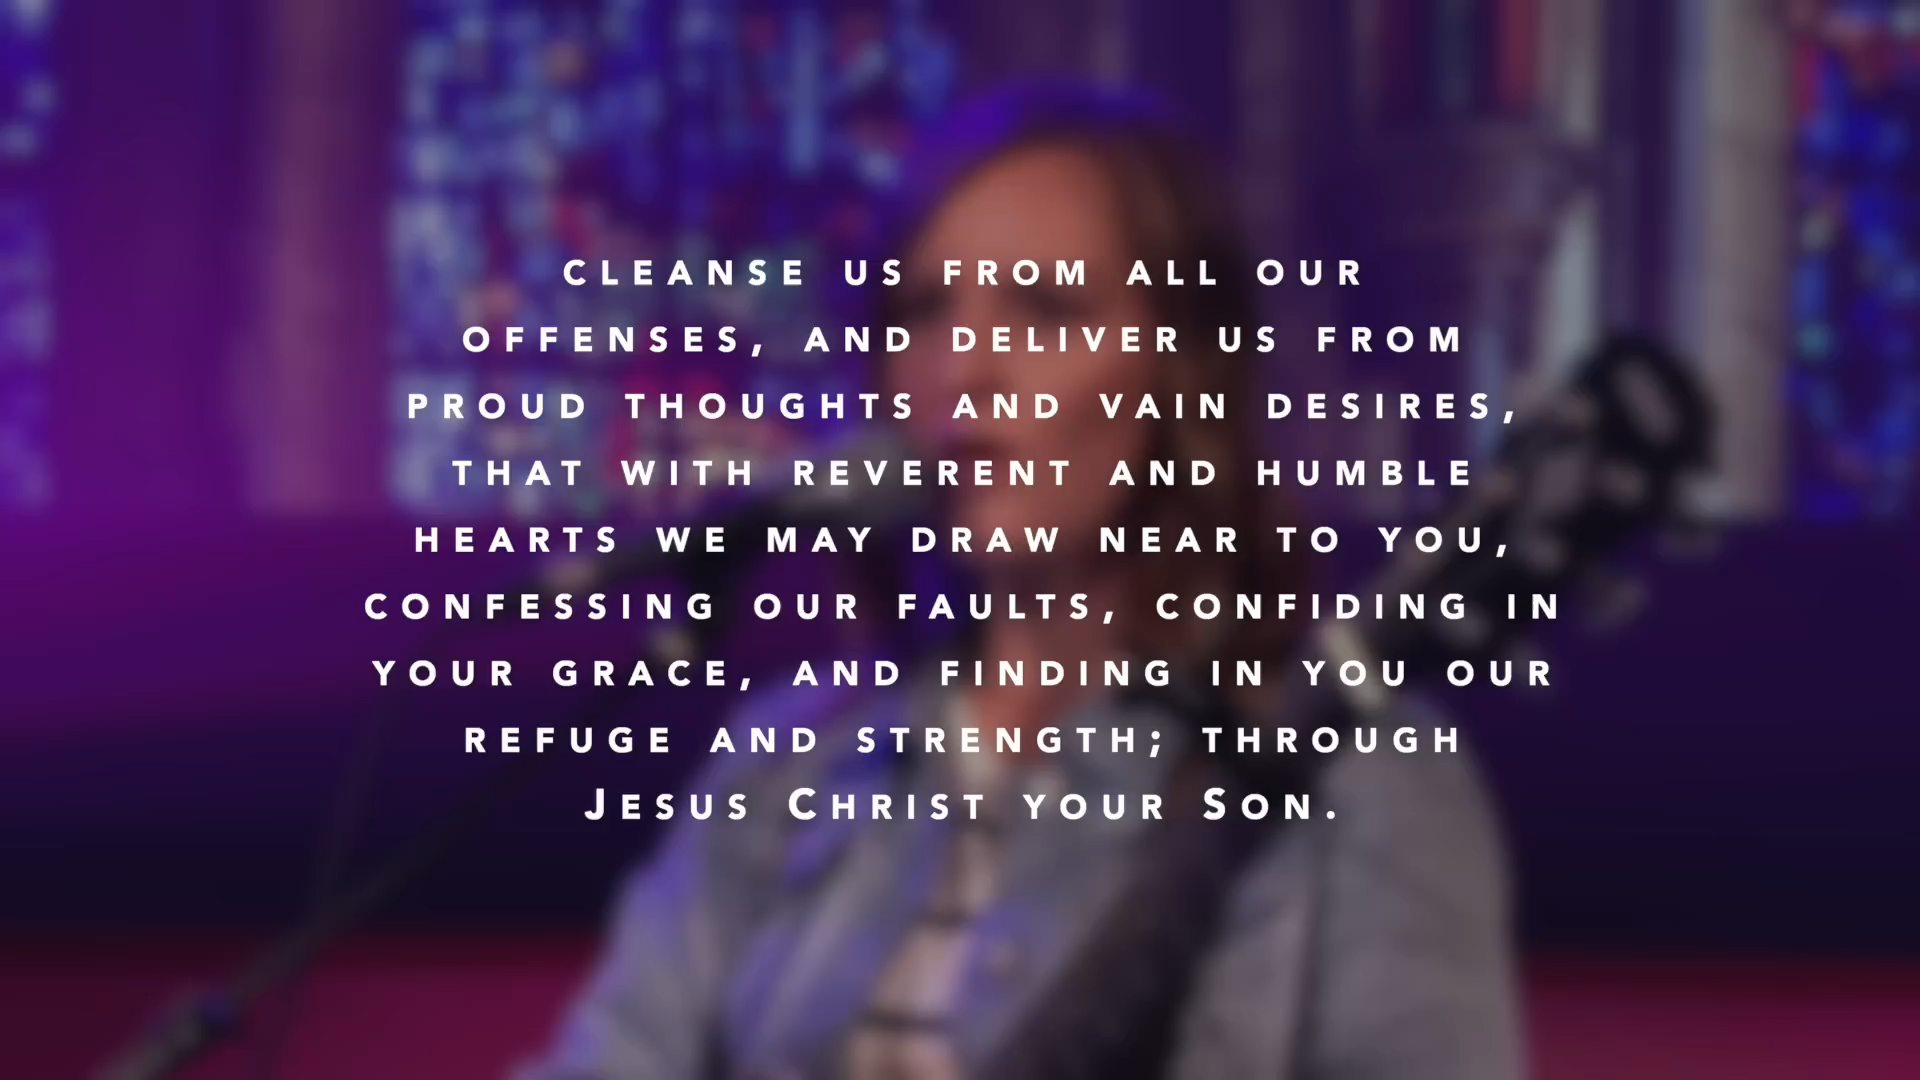 CLEANSE US FROM ALL OUR
OFFENSES, AND DELIVER US FROM
PROUD THOUGHTS AND VAIN DESIRES,
THAT WITH REVERENT AND HUMBLE
HEARTS WE MAY DRAW NEAR TO YOU,
CONFESSING OUR FAULTS, CONFIDING IN
YOUR GRACE, AND FINDING IN YOU OUR
REFUGE AND STRENGTH; THROUGH
JESUS CHRIST YOUR SON.